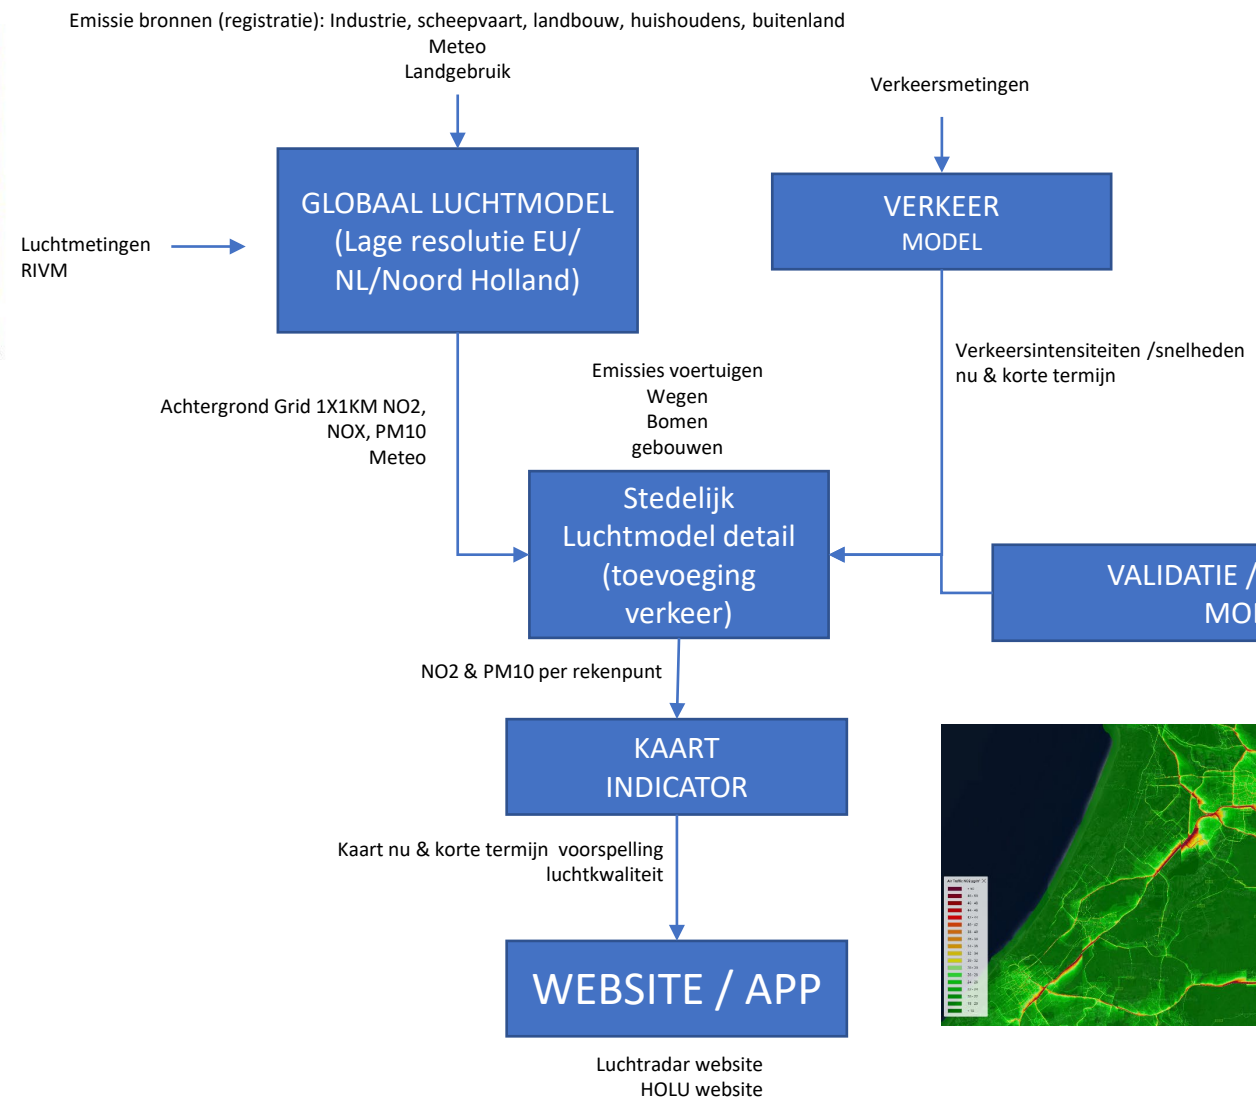 Emissie bronnen (registratie): Industrie, scheepvaart, landbouw, huishoudens, buitenland
Meteo
Landgebruik
Verkeersmetingen
GLOBAAL LUCHTMODEL
(Lage resolutie EU/
NL/Noord Holland)
VERKEER
MODEL
Luchtmetingen
RIVM
Verkeersintensiteiten /snelheden
nu & korte termijn
Emissies voertuigen
Wegen
Bomen
gebouwen
Achtergrond Grid 1X1KM NO2,
NOX, PM10
Meteo
Stedelijk
Luchtmodel detail
(toevoeging
verkeer)
VALIDATIE /
NO2 & PM10 per rekenpunt
KAART
INDICATOR
Kaart nu & korte termijn voorspelling
luchtkwaliteit
WEBSITE / APP
Luchtradar website
HOLU website